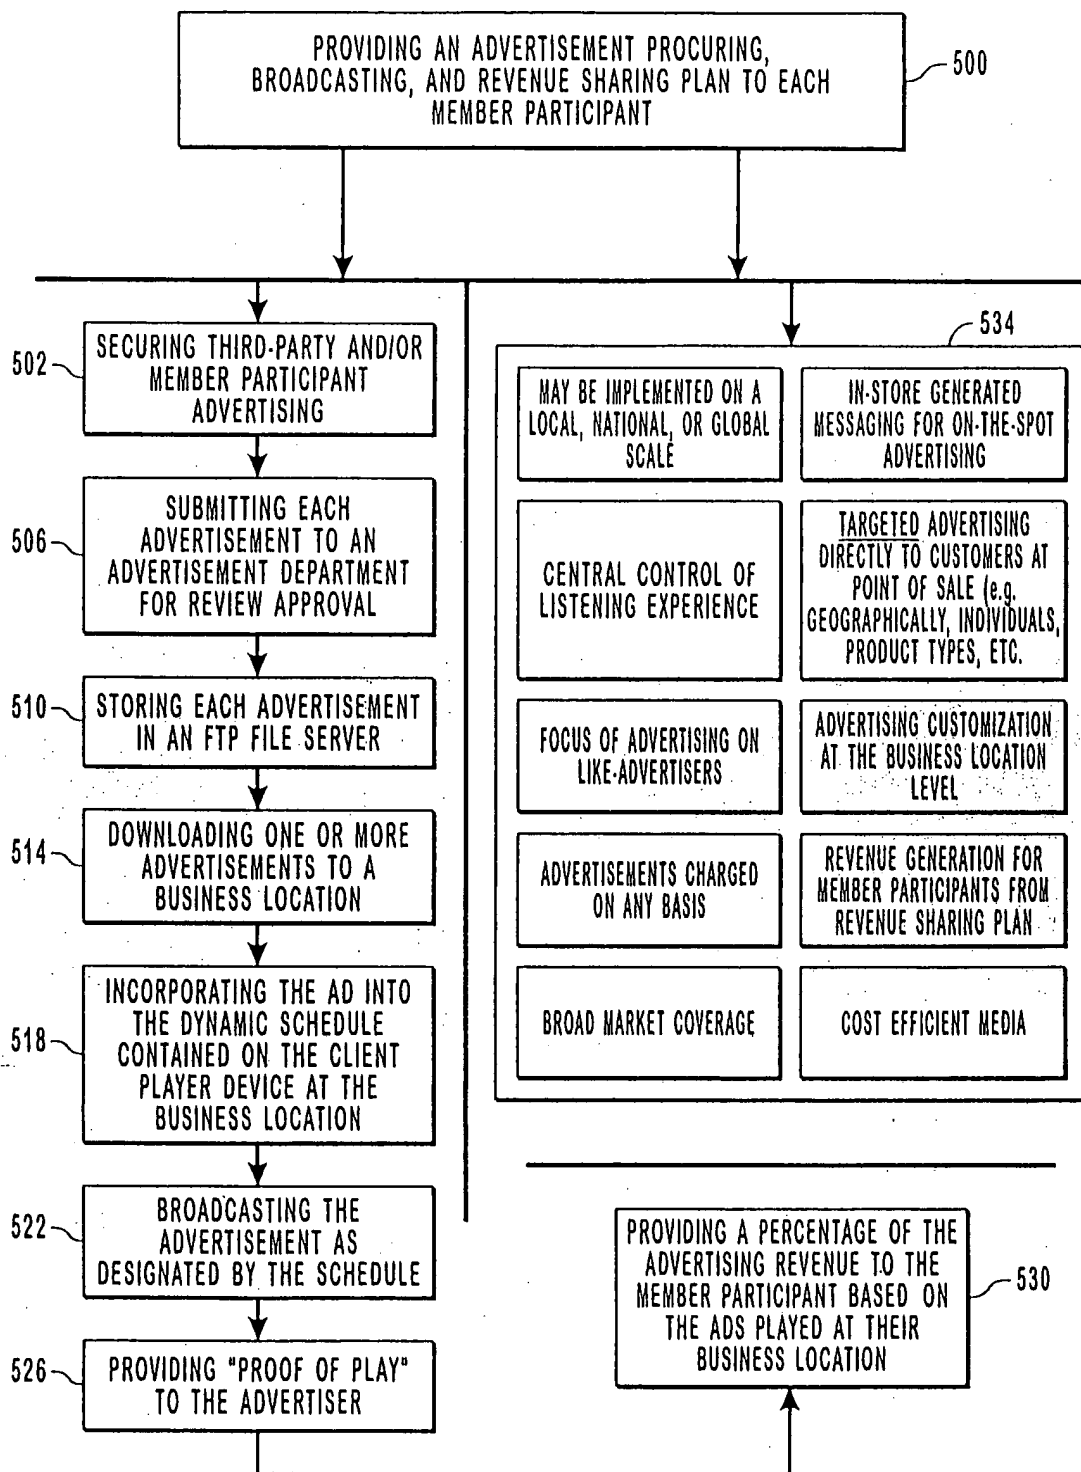 PROVIDING AN ADVERTISEMENT PROCURING,
BROADCASTING, AND REVENUE SHARING PLAN TO EACH
MEMBER PARTICIPANT
500
502
SECURING THIRD-PARTY AND/OR
MEMBER PARTICIPANT
ADVERTISING
506
SUBMITTING EACH
ADVERTISEMENT TO AN
ADVERTISEMENT DEPARTMENT
FOR REVIEW APPROVAL
510
STORING EACH ADVERTISEMENT
IN AN FTP FILE SERVER
514
DOWNLOADING ONE OR MORE
ADVERTISEMENTS TO A
BUSINESS LOCATION
518
INCORPORATING THE AD INTO
THE DYNAMIC SCHEDULE
CONTAINED ON THE CLIENT
PLAYER DEVICE AT THE
BUSINESS LOCATION
522
BROADCASTING THE
ADVERTISEMENT AS
DESIGNATED BY THE SCHEDULE
526
PROVIDING "PROOF OF PLAY"
TO THE ADVERTISER
534
MAY BE IMPLEMENTED ON A
LOCAL, NATIONAL, OR GLOBAL
SCALE
IN-STORE GENERATED
MESSAGING FOR ON-THE-SPOT
ADVERTISING
CENTRAL CONTROL OF
LISTENING EXPERIENCE
TARGETED ADVERTISING
DIRECTLY TO CUSTOMERS AT
POINT OF SALE (e.g.
GEOGRAPHICALLY, INDIVIDUALS,
PRODUCT TYPES, ETC.
FOCUS OF ADVERTISING ON
LIKE-ADVERTISERS
ADVERTISING CUSTOMIZATION
AT THE BUSINESS LOCATION
LEVEL
ADVERTISEMENTS CHARGED
ON ANY BASIS
REVENUE GENERATION FOR
MEMBER PARTICIPANTS FROM
REVENUE SHARING PLAN
BROAD MARKET COVERAGE
COST EFFICIENT MEDIA
PROVIDING A PERCENTAGE OF THE
ADVERTISING REVENUE TO THE
MEMBER PARTICIPANT BASED ON
THE ADS PLAYED AT THEIR
BUSINESS LOCATION
530